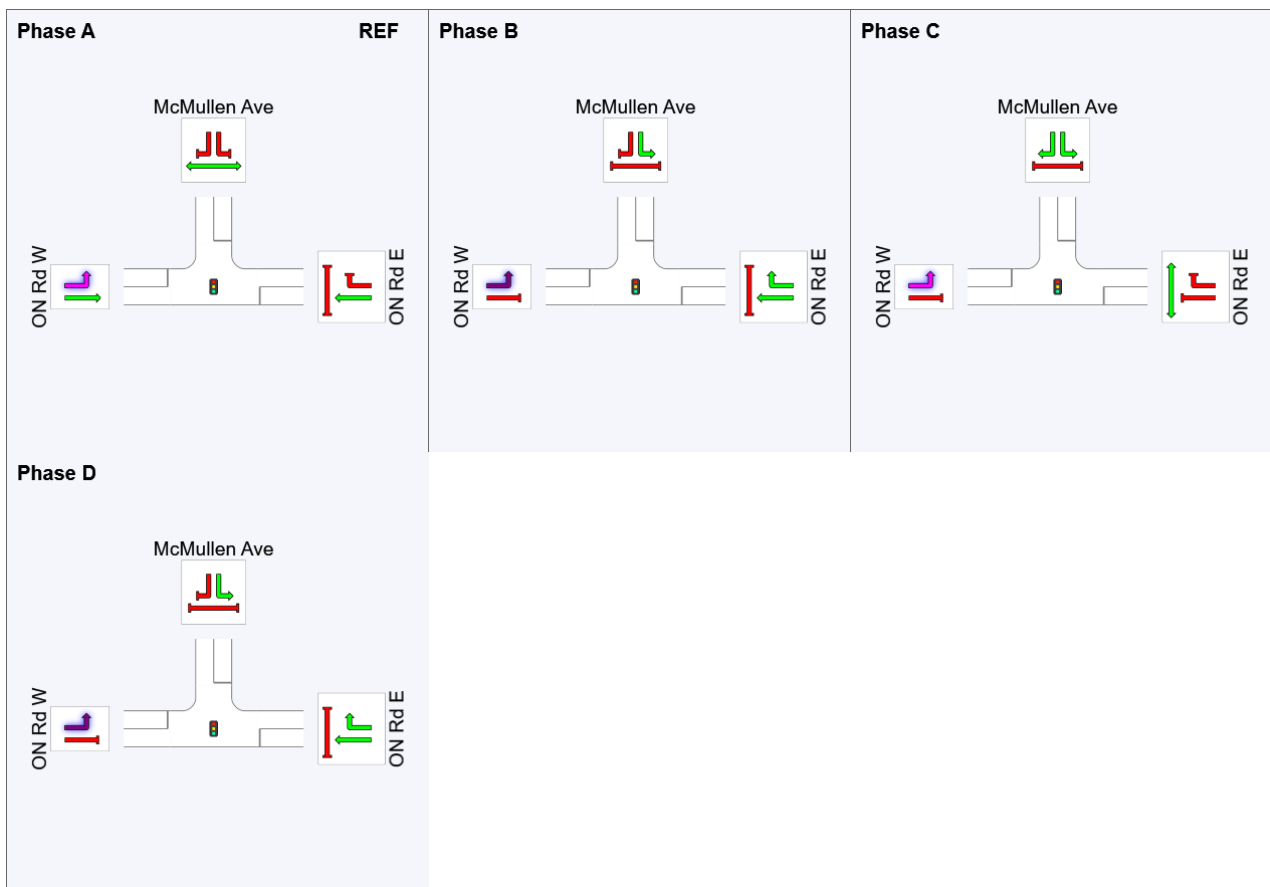 Phase A REF
McMullen Ave
ON Rd W
ON Rd E
Phase B
McMullen Ave
ON Rd W
ON Rd E
Phase C
McMullen Ave
ON Rd W
ON Rd E
Phase D
McMullen Ave
ON Rd W
ON Rd E